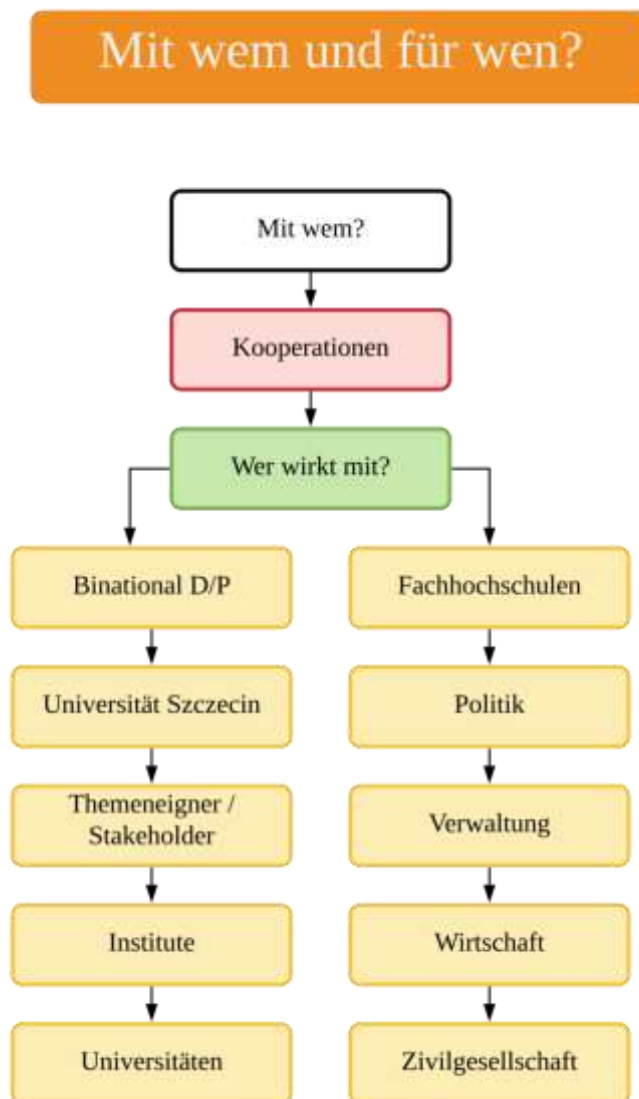 Mit wem und für wen?
Mit wem?
Kooperationen
Wer wirkt mit?
Binational D/P
Fachhochschulen
Universität Szczecin
Politik
Themeneigner /
Stakeholder
Verwaltung
Institute
Wirtschaft
Universitäten
Zivilgesellschaft